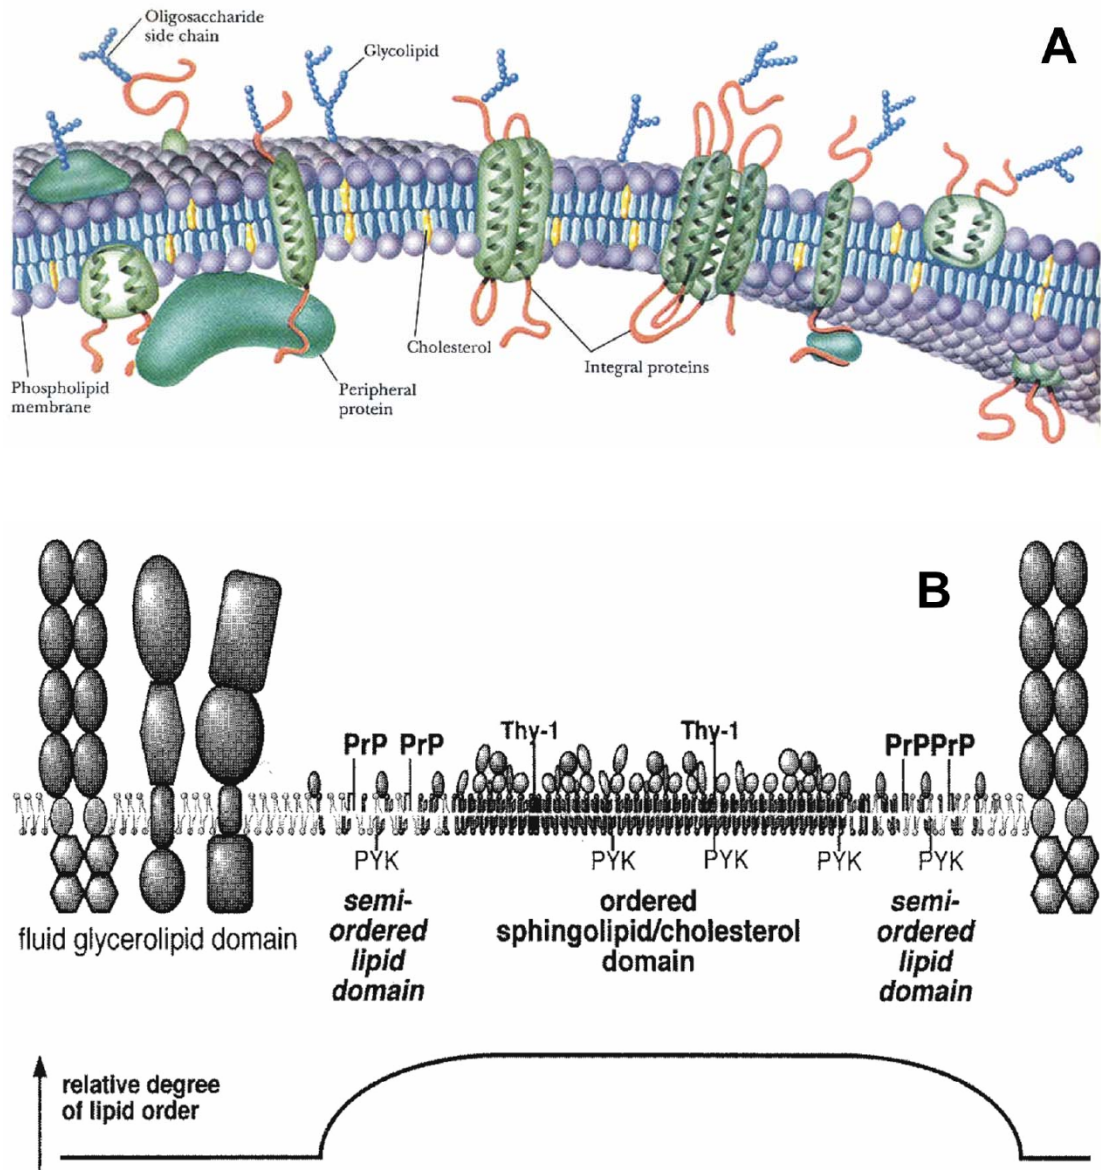 Oligosaccharide
side chain
Glycolipid
A
Cholesterol
Integral proteins
Phospholipid
membrane
Peripheral
protein
B
PrP PrP
Thy-1
Thy-1
PrPPrP
PYK
PYK
PYK
PYK
PYK
fluid glycerolipid domain
semi-
ordered
lipid
domain
ordered
sphingolipid/cholesterol
domain
semi-
ordered
lipid
domain
relative degree
of lipid order